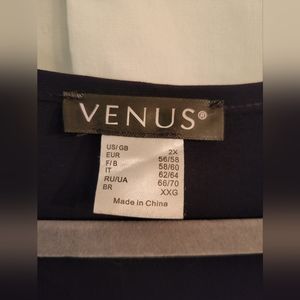 VENUS®
US/GB 2X
EUR 56/58
F/B 58/60
IT 62/64
RU/UA 66/70
BR XXG
Made in China